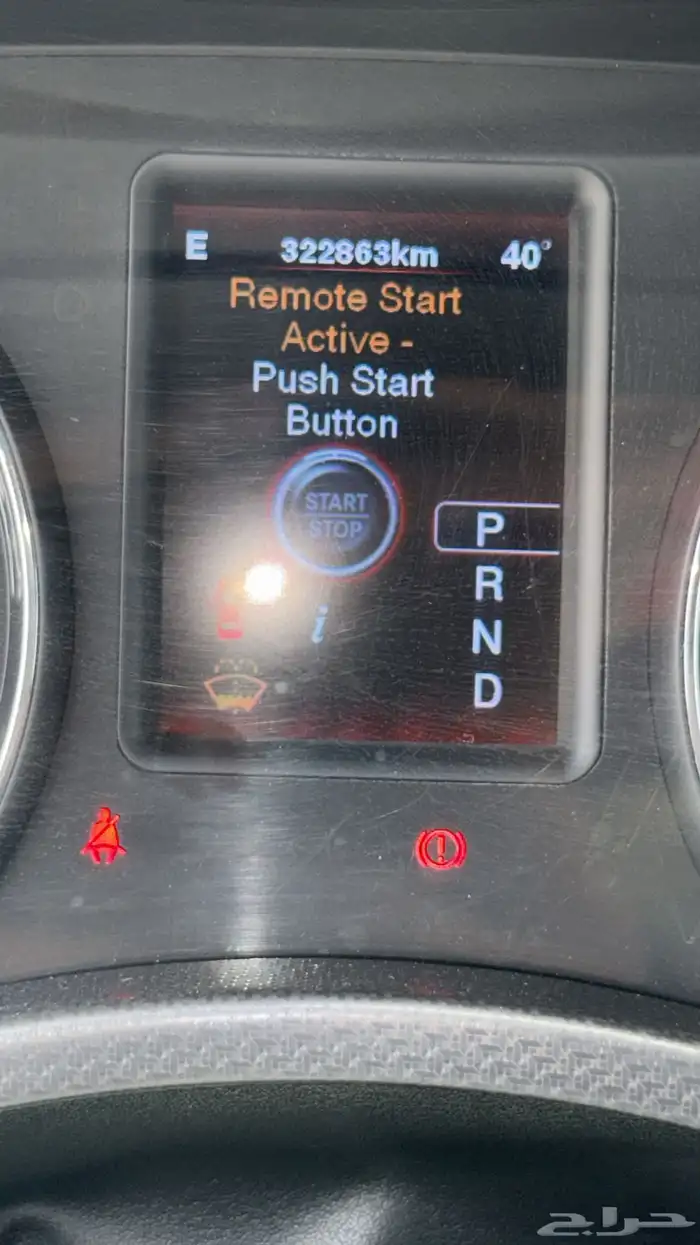 E 322863km 40°
Remote Start
Active -
Push Start
Button
START
STOP
P
R
N
D
حراج